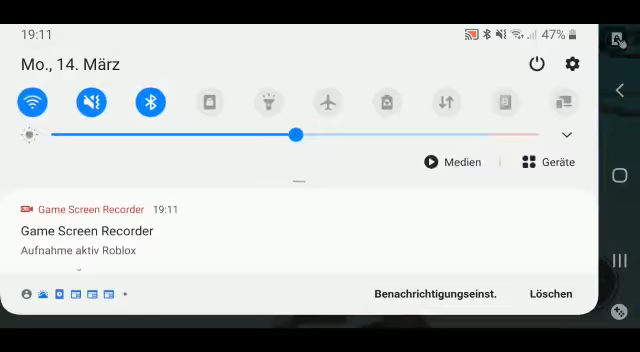 19:11
47%
Mo., 14. März
Medien
Geräte
Game Screen Recorder 19:11
Game Screen Recorder
Aufnahme aktiv Roblox
Benachrichtigungseinst. Löschen